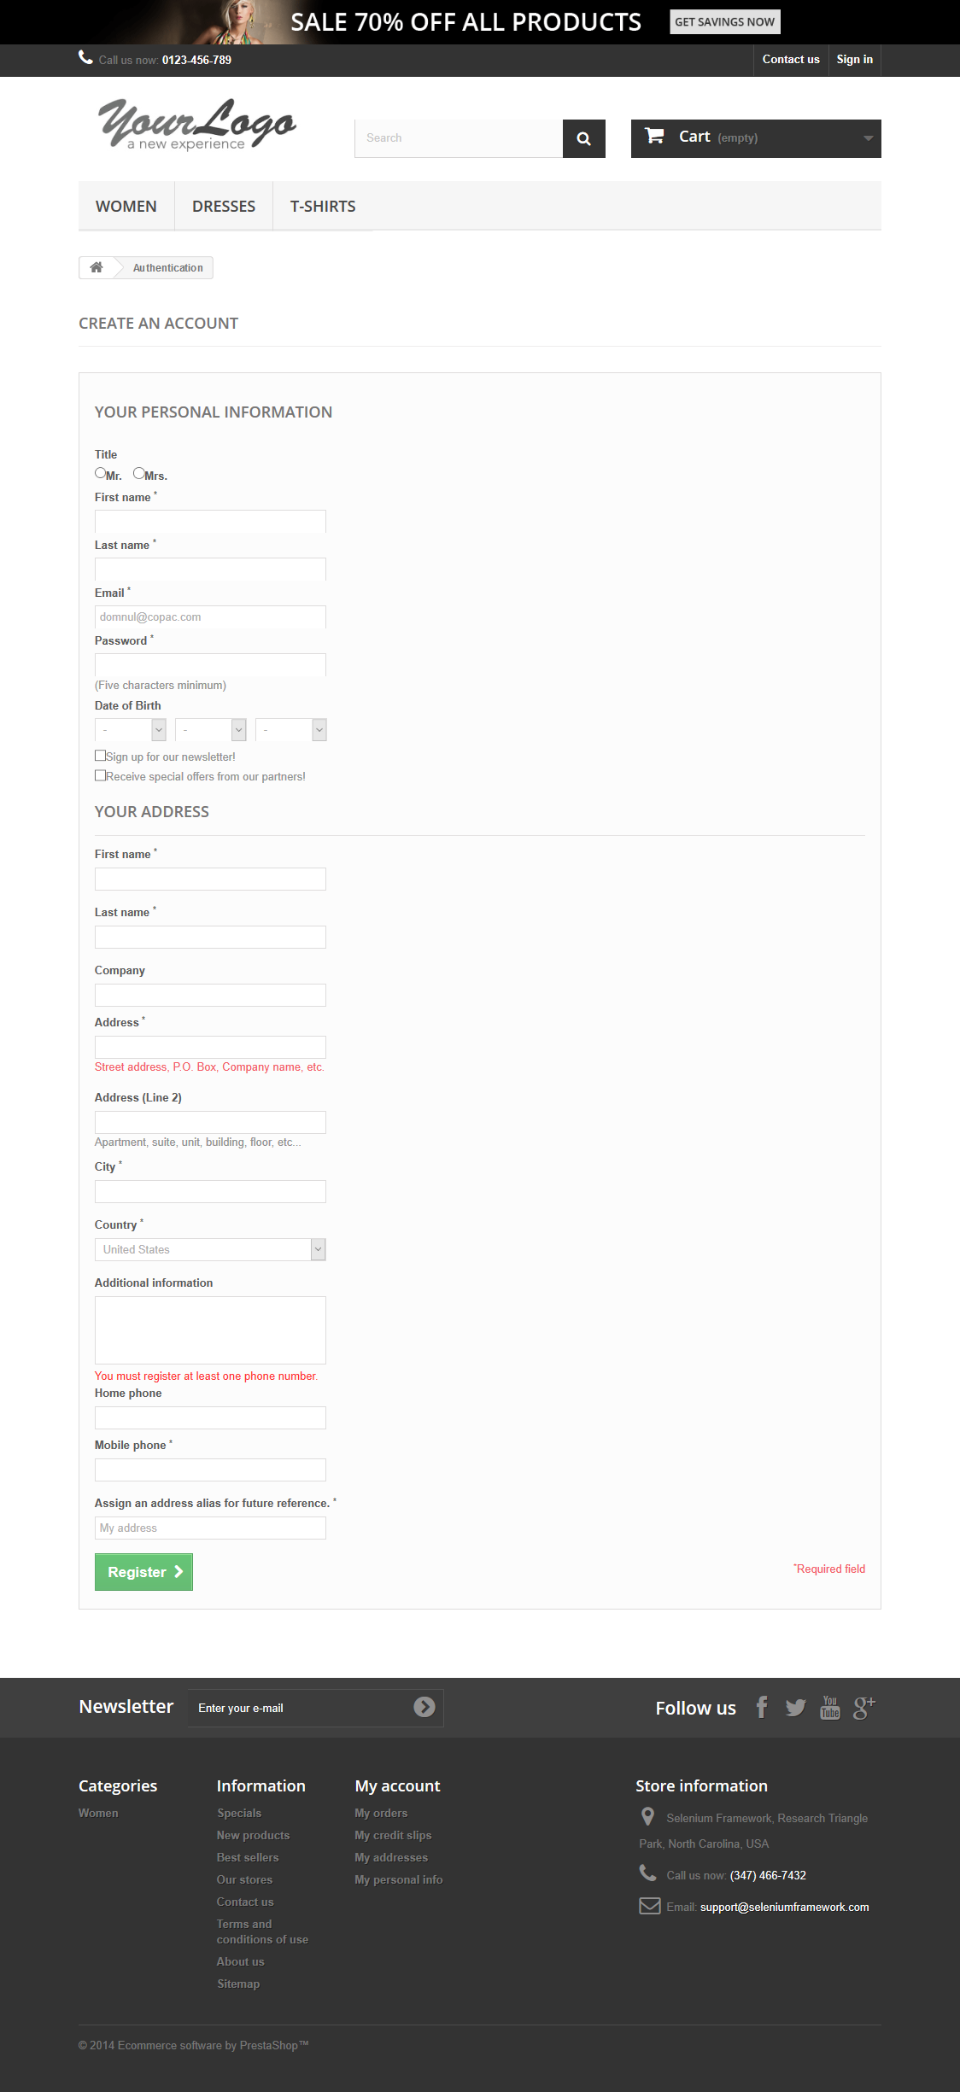 SALE 70% OFF ALL PRODUCTS GET SAVINGS NOW
Call us now: 0123-456-789 Contact us Sign in
YourLogo
a new experience
Search
Cart (empty)
WOMEN DRESSES T-SHIRTS
Authentication
CREATE AN ACCOUNT
YOUR PERSONAL INFORMATION
Title
Mr. Mrs.
First name *
Last name *
Email *
domnul@copac.com
Password *
(Five characters minimum)
Date of Birth
- - -
Sign up for our newsletter!
Receive special offers from our partners!
YOUR ADDRESS
First name *
Last name *
Company
Address *
Street address, P.O. Box, Company name, etc.
Address (Line 2)
Apartment, suite, unit, building, floor, etc...
City *
Country *
United States
Additional information
You must register at least one phone number.
Home phone
Mobile phone *
Assign an address alias for future reference. *
My address
Register
*Required field
Newsletter Enter your e-mail Follow us You Tube g+
Categories
Women
Information
Specials
New products
Best sellers
Our stores
Contact us
Terms and
conditions of use
About us
Sitemap
My account
My orders
My credit slips
My addresses
My personal info
Store information
Selenium Framework, Research Triangle
Park, North Carolina, USA
Call us now: (347) 466-7432
Email: support@seleniumframework.com
© 2014 Ecommerce software by PrestaShop™